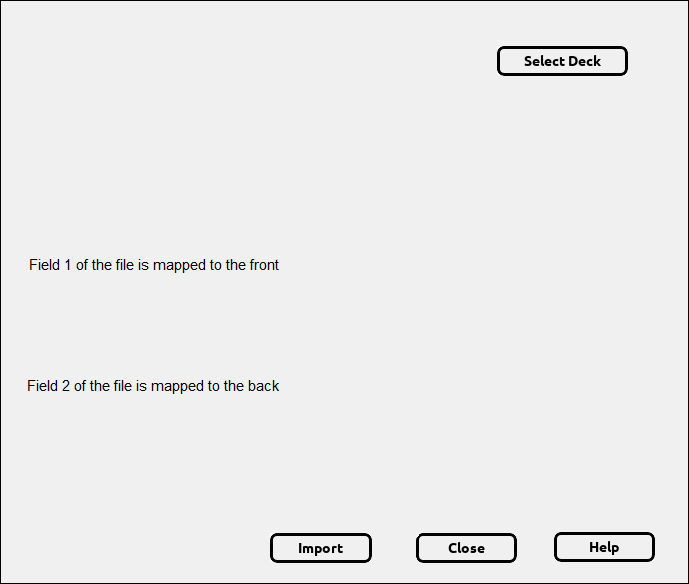 Select Deck
Field 1 of the file is mapped to the front
Field 2 of the file is mapped to the back
Import
Close
Help